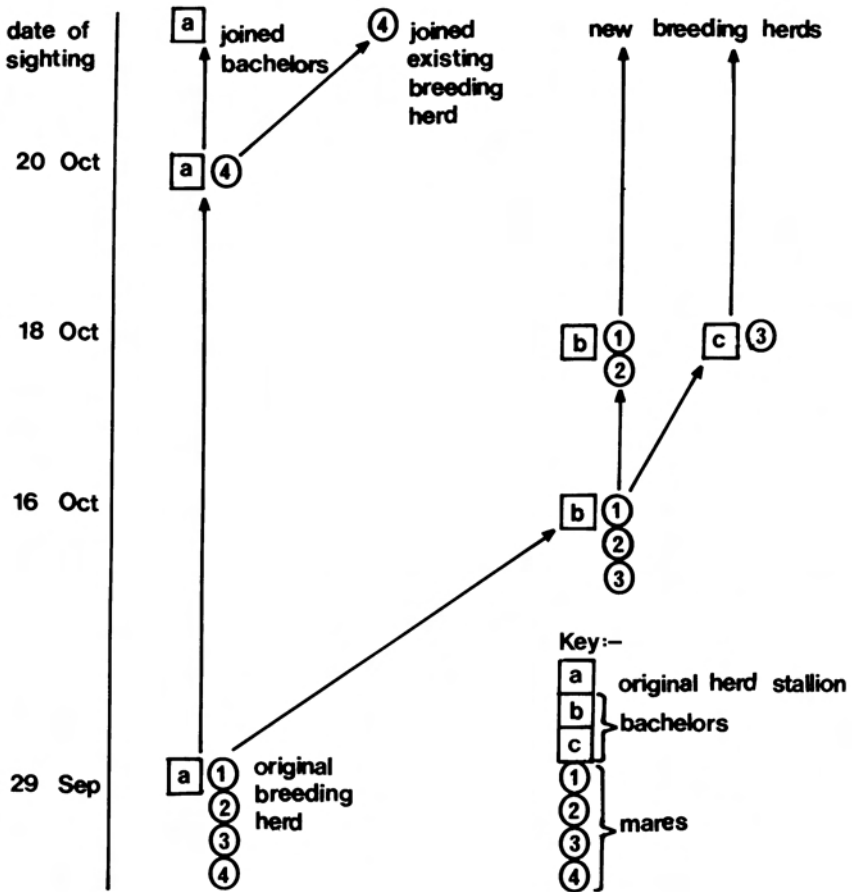 date of
sighting
a
joined
bachelors
4
joined
existing
breeding
herd
new breeding herds
20 Oct
a
4
18 Oct
b
1
2
c
3
16 Oct
b
1
2
3
Key:-
a
original herd stallion
b
bachelors
c
1
2
mares
3
4
29 Sep
a
1
original
breeding
herd
2
3
4